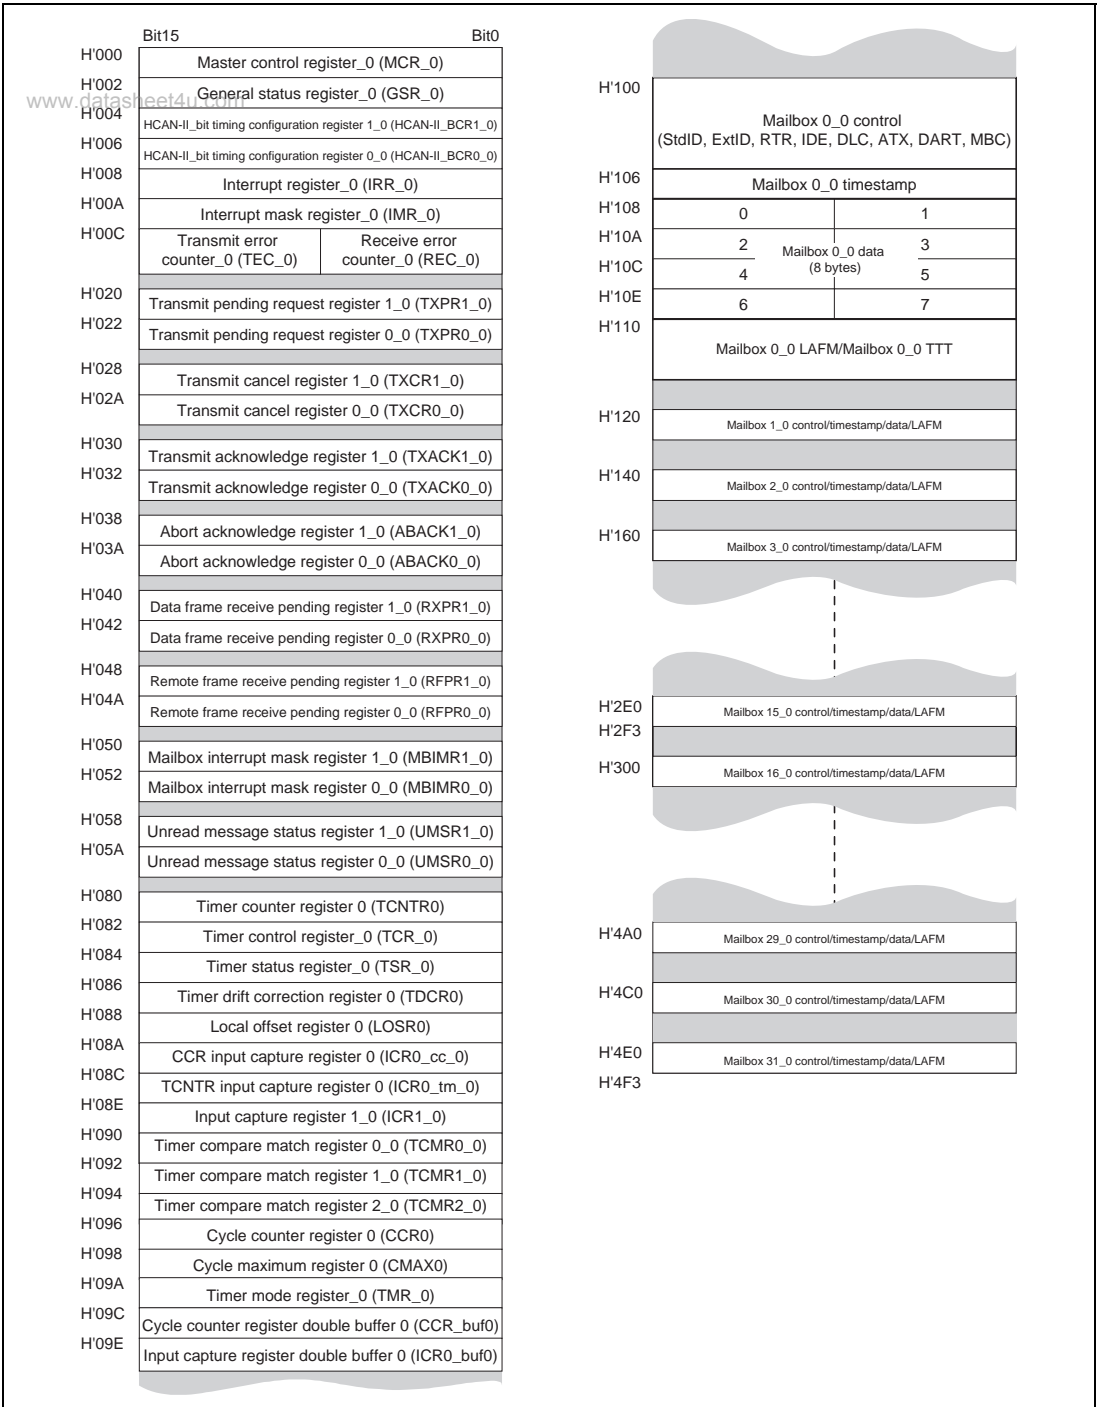 Bit15 Bit0
H'000 Master control register_0 (MCR_0)
H'002 General status register_0 (GSR_0)
www.datasheet4u.com
H'004 HCAN-II_bit timing configuration register 1_0 (HCAN-II_BCR1_0)
H'006 HCAN-II_bit timing configuration register 0_0 (HCAN-II_BCR0_0)
H'008 Interrupt register_0 (IRR_0)
H'00A Interrupt mask register_0 (IMR_0)
H'00C Transmit error Receive error
counter_0 (TEC_0) counter_0 (REC_0)
H'020 Transmit pending request register 1_0 (TXPR1_0)
H'022 Transmit pending request register 0_0 (TXPR0_0)
H'028 Transmit cancel register 1_0 (TXCR1_0)
H'02A Transmit cancel register 0_0 (TXCR0_0)
H'030 Transmit acknowledge register 1_0 (TXACK1_0)
H'032 Transmit acknowledge register 0_0 (TXACK0_0)
H'038 Abort acknowledge register 1_0 (ABACK1_0)
H'03A Abort acknowledge register 0_0 (ABACK0_0)
H'040 Data frame receive pending register 1_0 (RXPR1_0)
H'042 Data frame receive pending register 0_0 (RXPR0_0)
H'048 Remote frame receive pending register 1_0 (RFPR1_0)
H'04A Remote frame receive pending register 0_0 (RFPR0_0)
H'050 Mailbox interrupt mask register 1_0 (MBIMR1_0)
H'052 Mailbox interrupt mask register 0_0 (MBIMR0_0)
H'058 Unread message status register 1_0 (UMSR1_0)
H'05A Unread message status register 0_0 (UMSR0_0)
H'080 Timer counter register 0 (TCNTR0)
H'082 Timer control register_0 (TCR_0)
H'084 Timer status register_0 (TSR_0)
H'086 Timer drift correction register 0 (TDCR0)
H'088 Local offset register 0 (LOSR0)
H'08A CCR input capture register 0 (ICR0_cc_0)
H'08C TCNTR input capture register 0 (ICR0_tm_0)
H'08E Input capture register 1_0 (ICR1_0)
H'090 Timer compare match register 0_0 (TCMR0_0)
H'092 Timer compare match register 1_0 (TCMR1_0)
H'094 Timer compare match register 2_0 (TCMR2_0)
H'096 Cycle counter register 0 (CCR0)
H'098 Cycle maximum register 0 (CMAX0)
H'09A Timer mode register_0 (TMR_0)
H'09C Cycle counter register double buffer 0 (CCR_buf0)
H'09E Input capture register double buffer 0 (ICR0_buf0)
H'100 Mailbox 0_0 control
(StdID, ExtID, RTR, IDE, DLC, ATX, DART, MBC)
H'106 Mailbox 0_0 timestamp
H'108 0 1
H'10A 2 Mailbox 0_0 data 3
H'10C 4 (8 bytes) 5
H'10E 6 7
H'110 Mailbox 0_0 LAFM/Mailbox 0_0 TTT
H'120 Mailbox 1_0 control/timestamp/data/LAFM
H'140 Mailbox 2_0 control/timestamp/data/LAFM
H'160 Mailbox 3_0 control/timestamp/data/LAFM
H'2E0 Mailbox 15_0 control/timestamp/data/LAFM
H'2F3
H'300 Mailbox 16_0 control/timestamp/data/LAFM
H'4A0 Mailbox 29_0 control/timestamp/data/LAFM
H'4C0 Mailbox 30_0 control/timestamp/data/LAFM
H'4E0 Mailbox 31_0 control/timestamp/data/LAFM
H'4F3